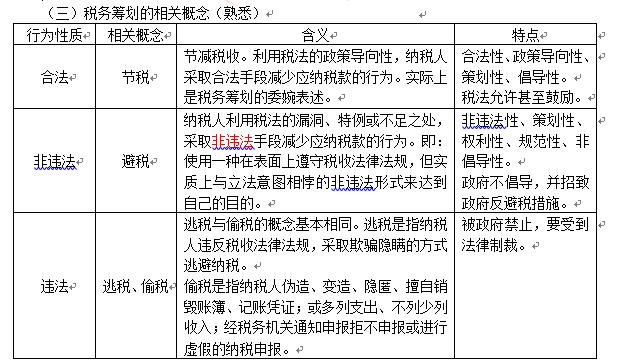 （三）税务筹划的相关概念（熟悉）
行为性质 相关概念 含义 特点
合法 节税
节减税收。利用税法的政策导向性，纳税人
采取合法手段减少应纳税款的行为。实际上
是税务筹划的委婉表述。
合法性、政策导向性、
策划性、倡导性。
税法允许甚至鼓励。
非违法 避税
纳税人利用税法的漏洞、特例或不足之处，
采取非违法手段减少应纳税款的行为。即：
使用一种在表面上遵守税收法律法规，但实
质上与立法意图相悖的非违法形式来达到
自己的目的。
非违法性、策划性、
权利性、规范性、非
倡导性。
政府不倡导，并招致
政府反避税措施。
违法 逃税、偷税
逃税与偷税的概念基本相同。逃税是指纳税
人违反税收法律法规，采取欺骗隐瞒的方式
逃避纳税。
偷税是指纳税人伪造、变造、隐匿、擅自销
毁账簿、记账凭证；或多列支出、不列少列
收入；经税务机关通知申报拒不申报或进行
虚假的纳税申报。
被政府禁止，要受到
法律制裁。